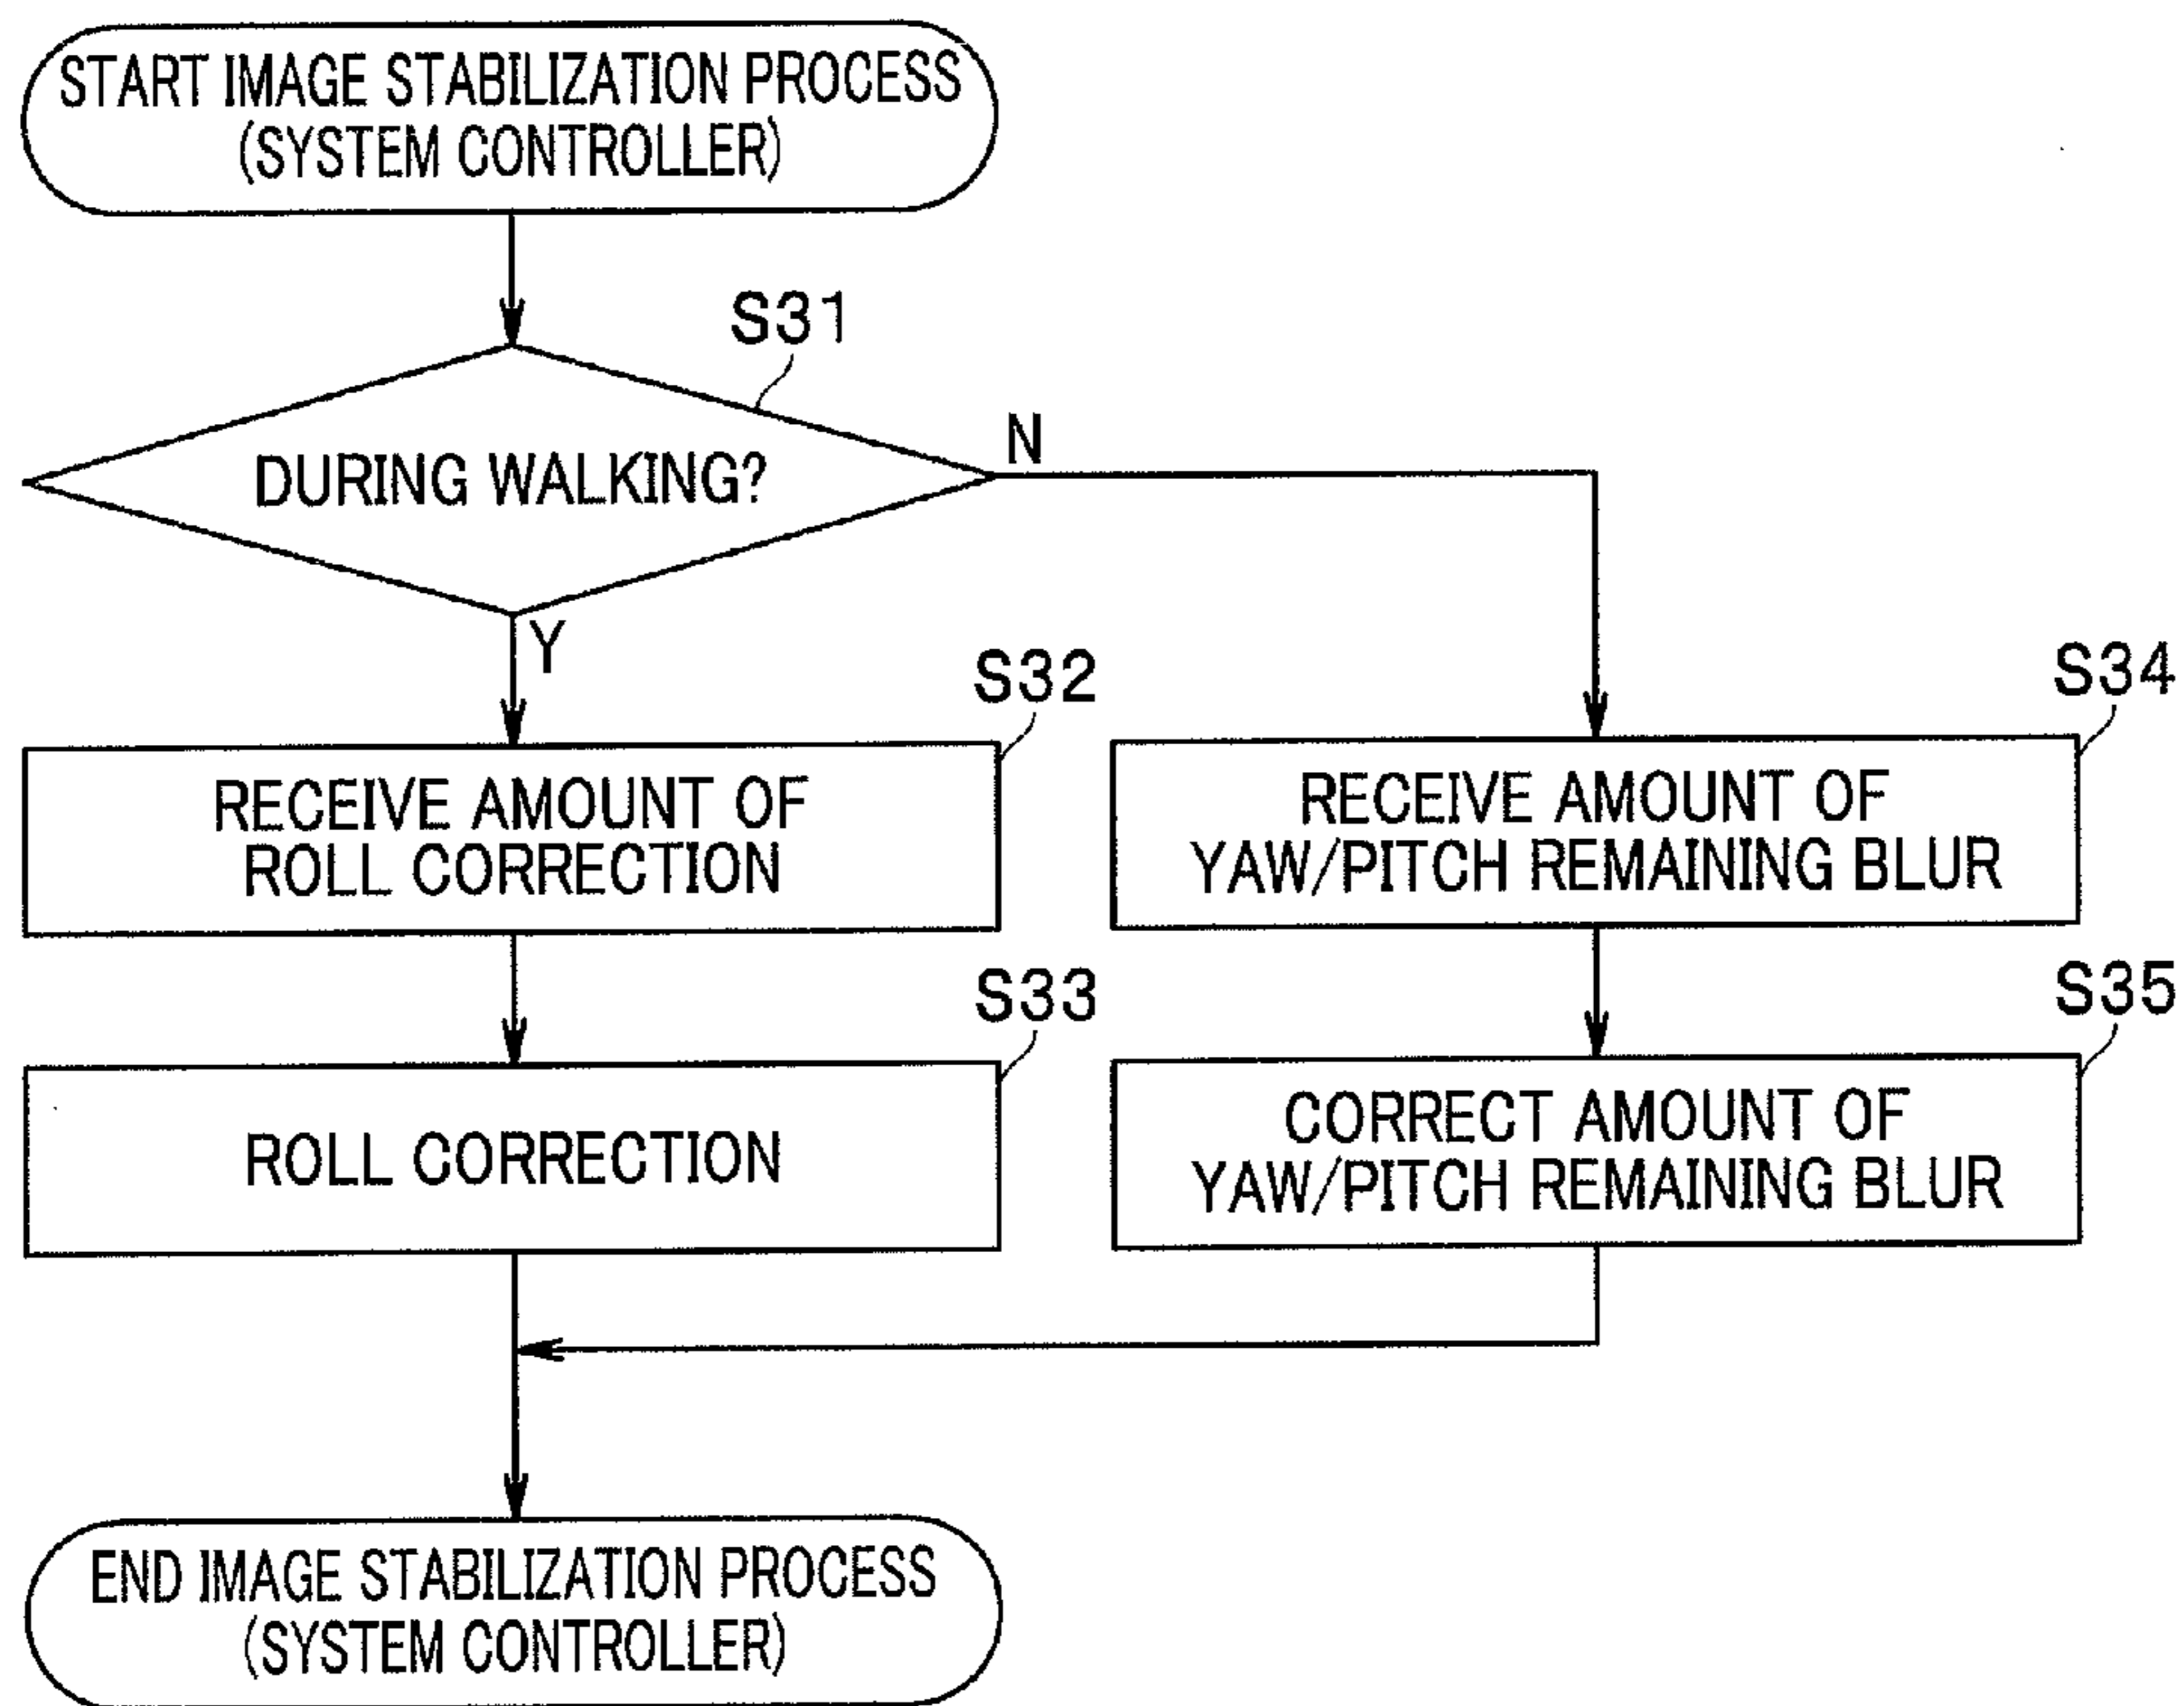 START IMAGE STABILIZATION PROCESS
(SYSTEM CONTROLLER)
S31
DURING WALKING?
N
Y
S32
RECEIVE AMOUNT OF
ROLL CORRECTION
S34
RECEIVE AMOUNT OF
YAW/PITCH REMAINING BLUR
S33
ROLL CORRECTION
S35
CORRECT AMOUNT OF
YAW/PITCH REMAINING BLUR
END IMAGE STABILIZATION PROCESS
(SYSTEM CONTROLLER)